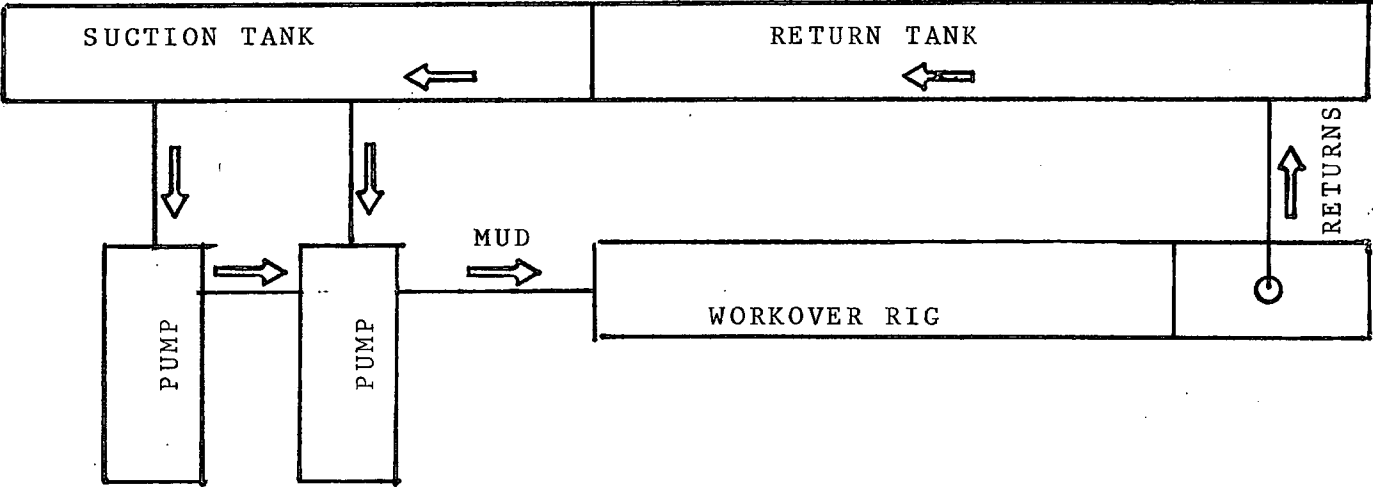 SUCTION TANK
RETURN TANK
RETURNS
MUD
WORKOVER RIG
PUMP
PUMP